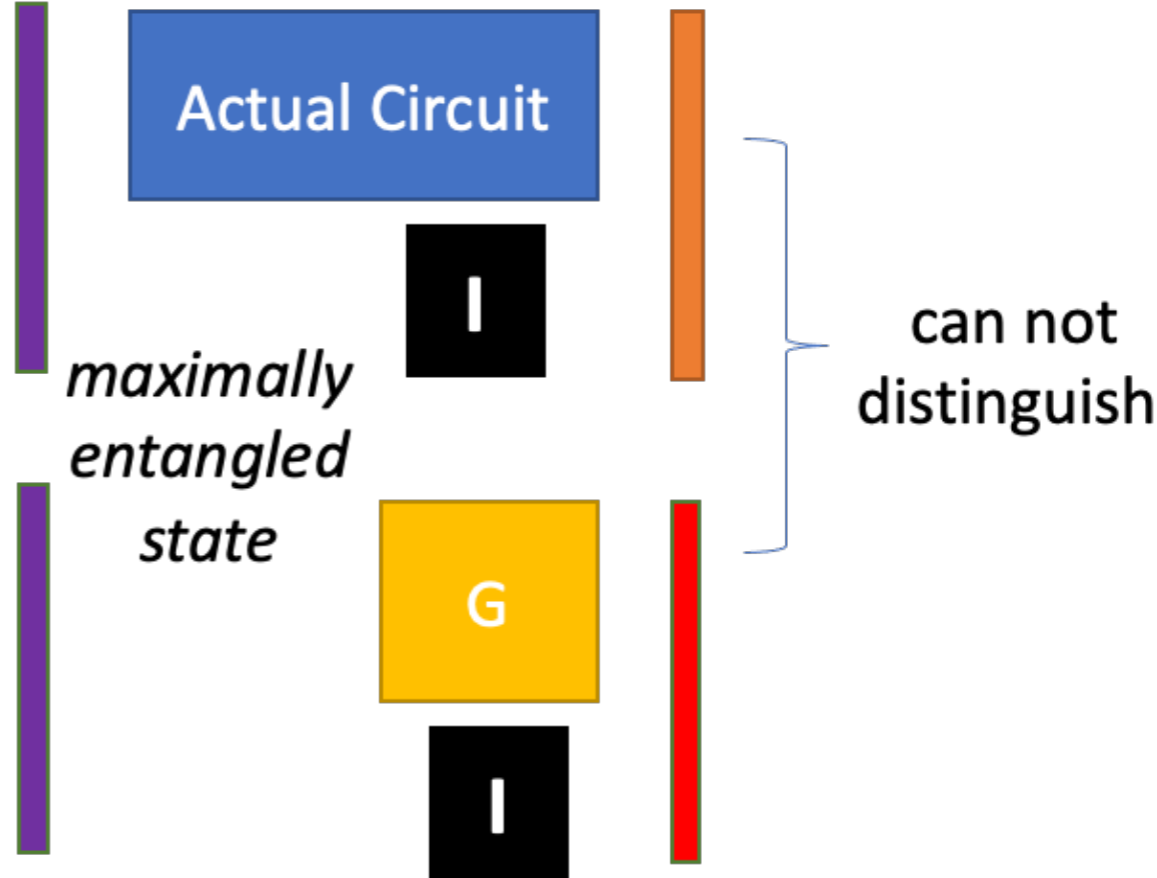 Actual Circuit
I
maximally
entangled
state
can not
distinguish
G
I